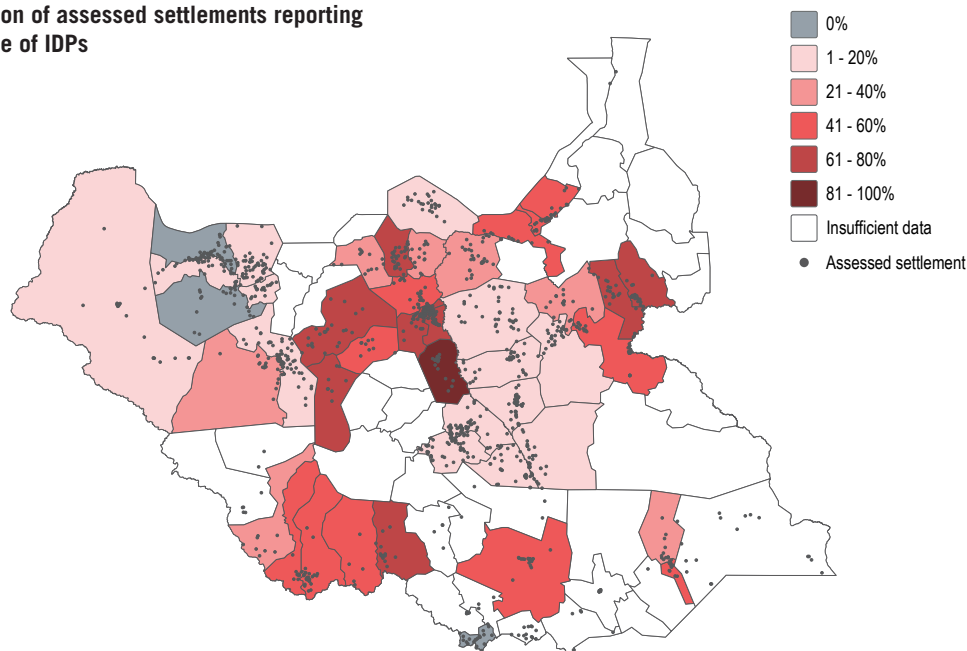 on of assessed settlements reporting
e of IDPs
0%
1 - 20%
21 - 40%
41 - 60%
61 - 80%
81 - 100%
Insufficient data
Assessed settlement